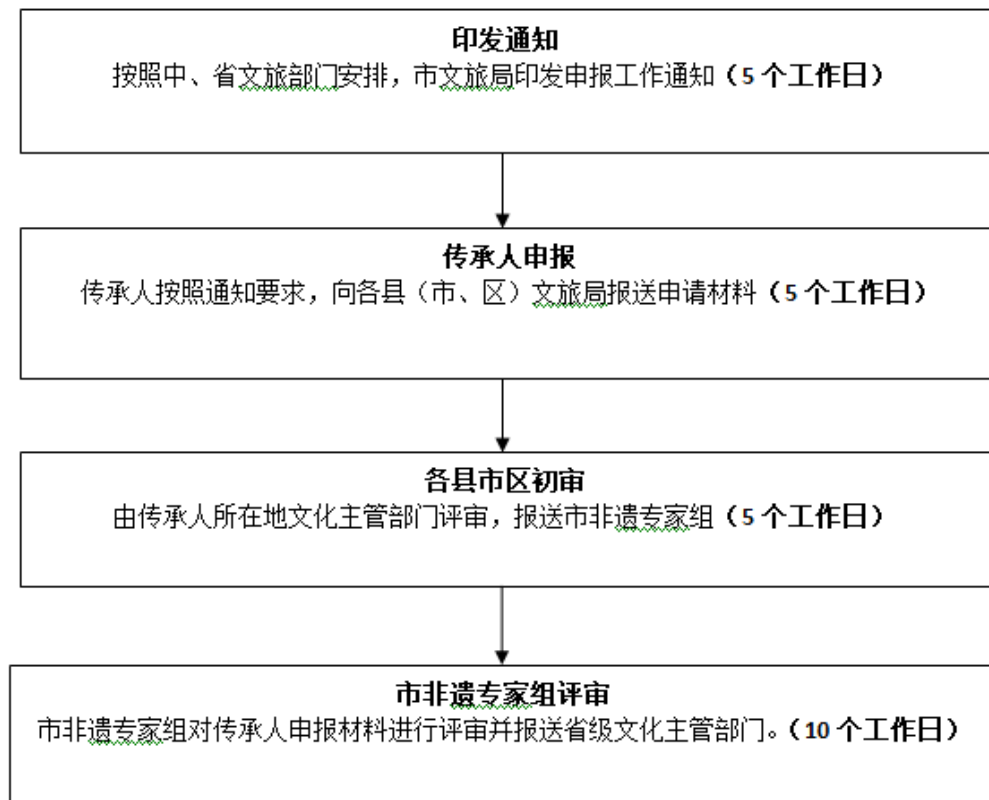 印发通知
按照中、省文旅部门安排，市文旅局印发申报工作通知（5 个工作日）
传承人申报
传承人按照通知要求，向各县（市、区）文旅局报送申请材料（5 个工作日）
各县市区初审
由传承人所在地文化主管部门评审，报送市非遗专家组（5 个工作日）
市非遗专家组评审
市非遗专家组对传承人申报材料进行评审并报送省级文化主管部门。（10 个工作日）